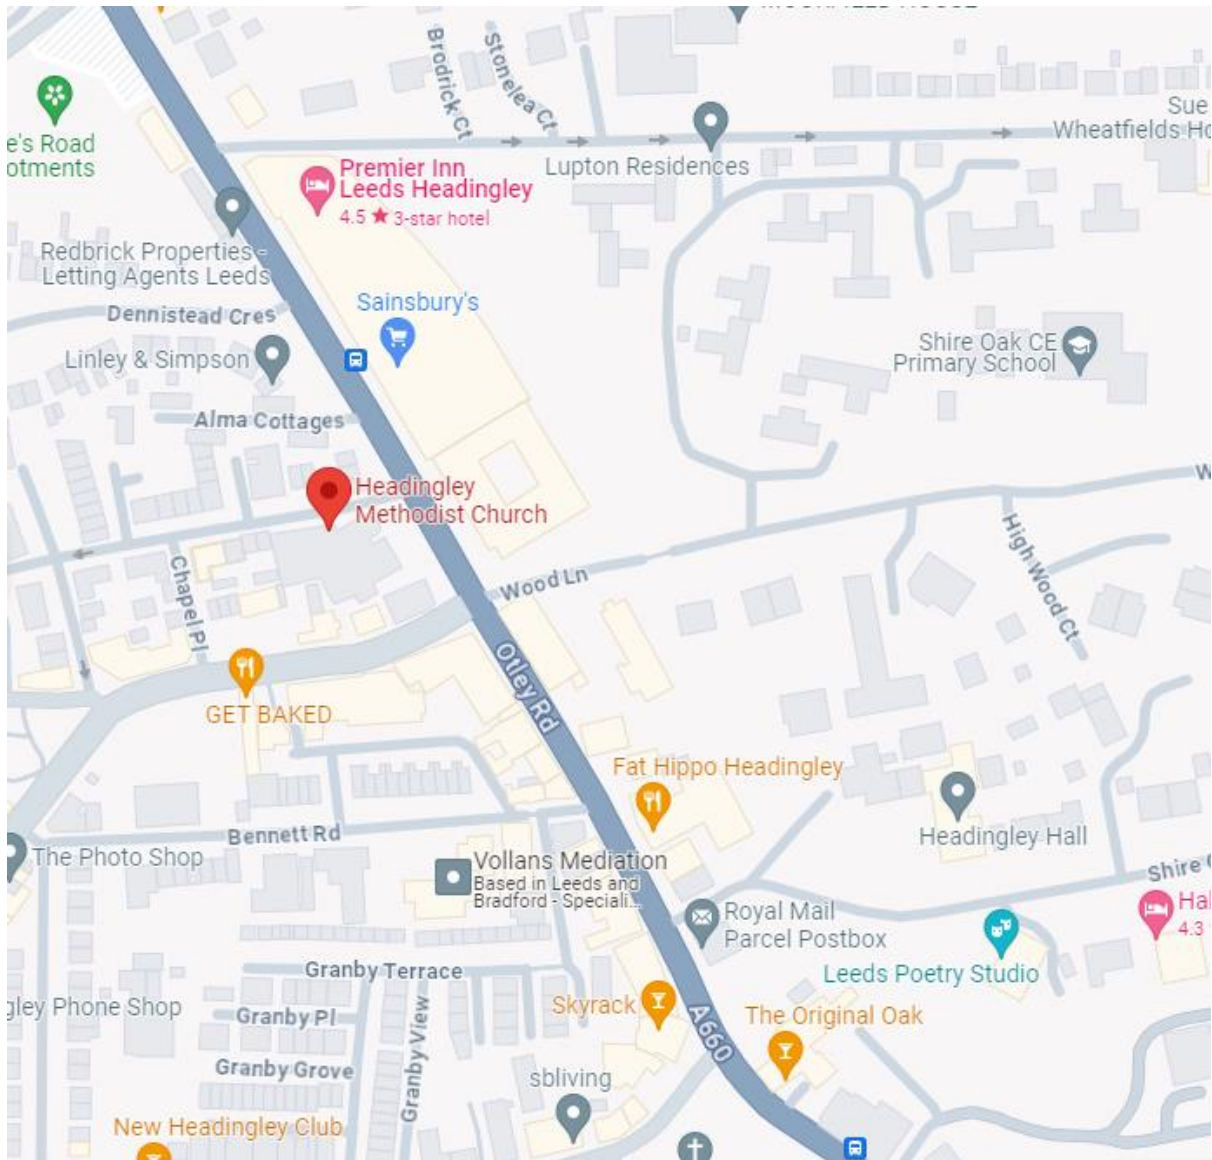 e's Road
otments
Brodrick Ct
Stonelea Ct
Sue
Wheatfields Ho
Lupton Residences
Premier Inn
Leeds Headingley
4.5 ★ 3-star hotel
Redbrick Properties -
Letting Agents Leeds
Dennistead Cres
Sainsbury's
Linley & Simpson
Shire Oak CE
Primary School
Alma Cottages
W
Headingley
Methodist Church
Chapel Pl
Wood Ln
High Wood Ct
Otley Rd
GET BAKED
Fat Hippo Headingley
Bennett Rd
Headingley Hall
The Photo Shop
Vollans Mediation
Based in Leeds and
Bradford - Speciali...
Shire
Royal Mail
Parcel Postbox
Hal
4.3
Leeds Poetry Studio
Granby Terrace
gley Phone Shop
Granby Pl
Skyrack
A660
The Original Oak
Granby Grove
Granby View
sbliving
New Headingley Club